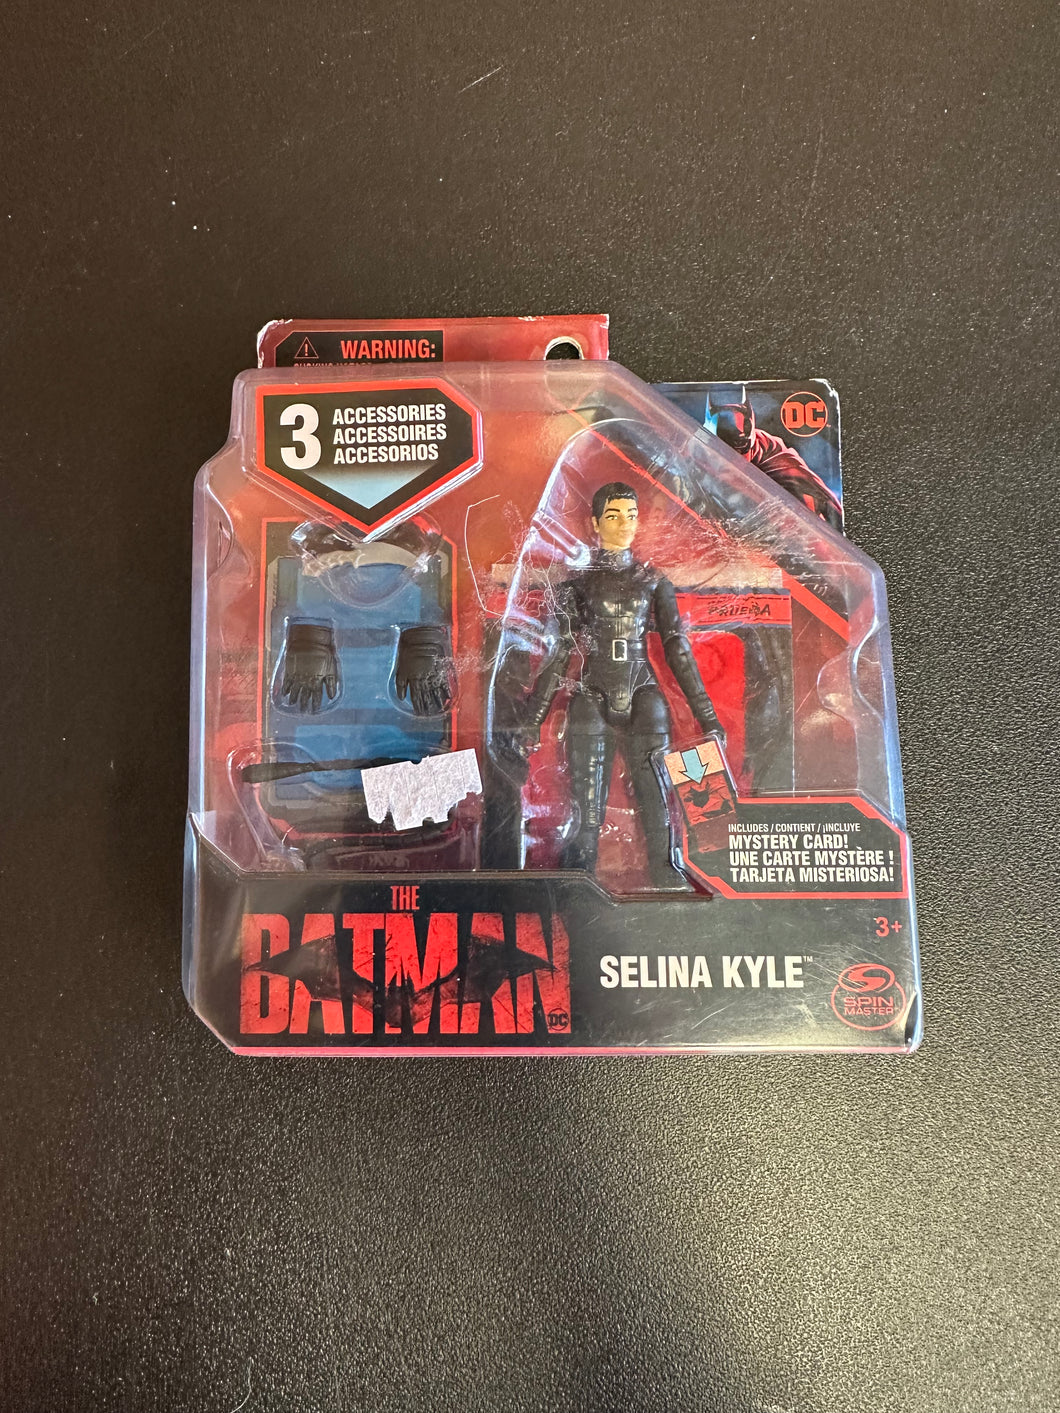 WARNING:
3 ACCESSORIES
ACCESSOIRES
ACCESORIOS
DC
PRUEBA
INCLUDES / CONTIENT / ¡INCLUYE
MYSTERY CARD!
UNE CARTE MYSTÈRE !
TARJETA MISTERIOSA!
3+
THE
BATMAN
DC
SELINA KYLE™
SPIN
MASTER